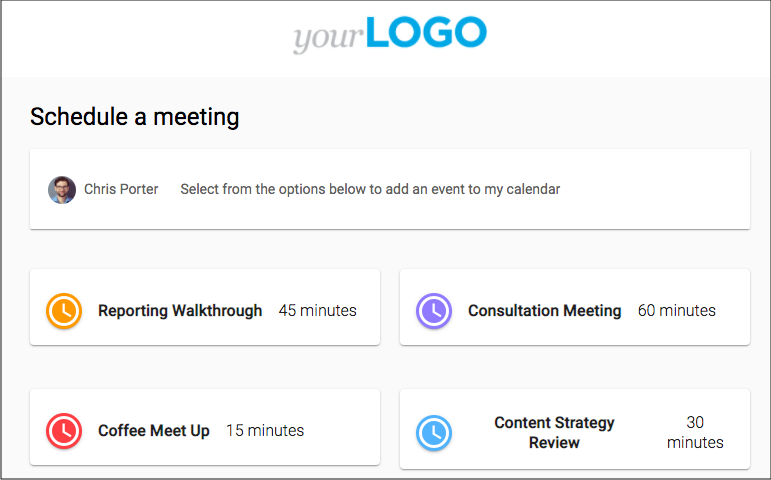 yourLOGO
Schedule a meeting
Chris Porter Select from the options below to add an event to my calendar
Reporting Walkthrough 45 minutes
Consultation Meeting 60 minutes
Coffee Meet Up 15 minutes
Content Strategy
Review
30
minutes